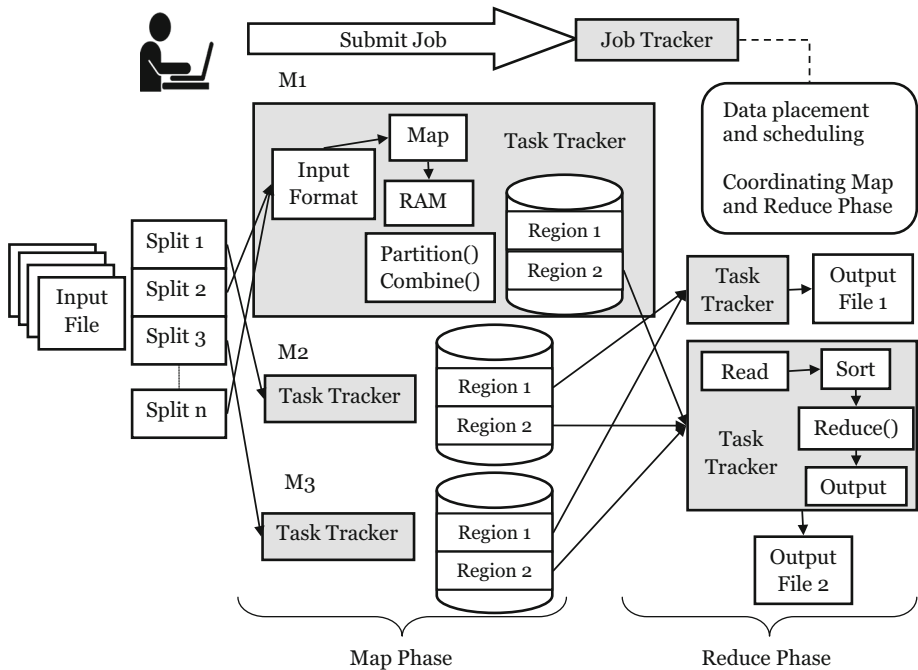 Submit Job
Job Tracker
M1
Data placement
and scheduling
Coordinating Map
and Reduce Phase
Task Tracker
Map
Input
Format
RAM
Partition()
Combine()
Region 1
Region 2
Input
File
Split 1
Split 2
Split 3
Split n
M2
Task Tracker
Region 1
Region 2
M3
Task Tracker
Region 1
Region 2
Task
Tracker
Output
File 1
Read
Sort
Reduce()
Task
Tracker
Output
Output
File 2
Map Phase
Reduce Phase